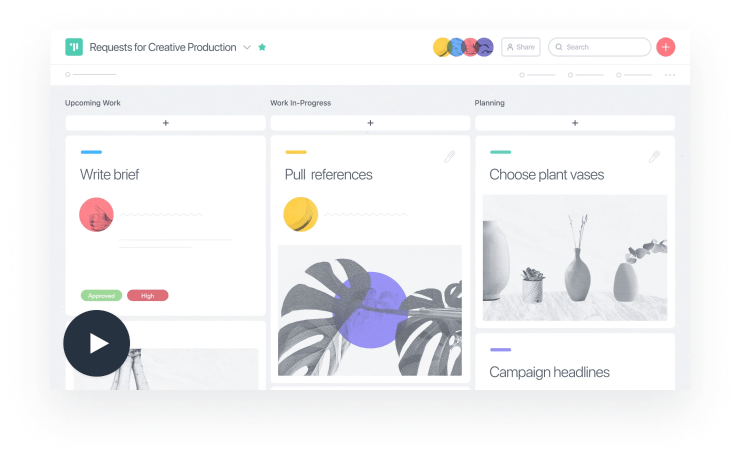 Requests for Creative Production
Share
Search
Upcoming Work
Work In-Progress
Planning
+
+
+
Write brief
Approved
High
Pull references
Choose plant vases
Campaign headlines